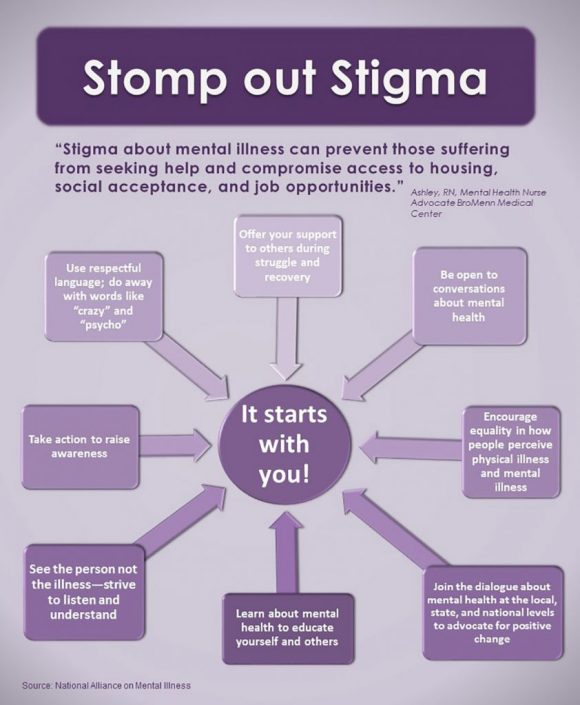 Stomp out Stigma
“Stigma about mental illness can prevent those suffering
from seeking help and compromise access to housing,
social acceptance, and job opportunities.”
Ashley, RN, Mental Health Nurse
Advocate BroMenn Medical
Center
Offer your support
to others during
struggle and
recovery
Use respectful
language; do away
with words like
“crazy” and
“psycho”
Be open to
conversations
about mental
health
It starts
with
you!
Take action to raise
awareness
Encourage
equality in how
people perceive
physical illness
and mental
illness
See the person not
the illness—strive
to listen and
understand
Learn about mental
health to educate
yourself and others
Join the dialogue about
mental health at the local,
state, and national levels
to advocate for positive
change
Source: National Alliance on Mental Illness